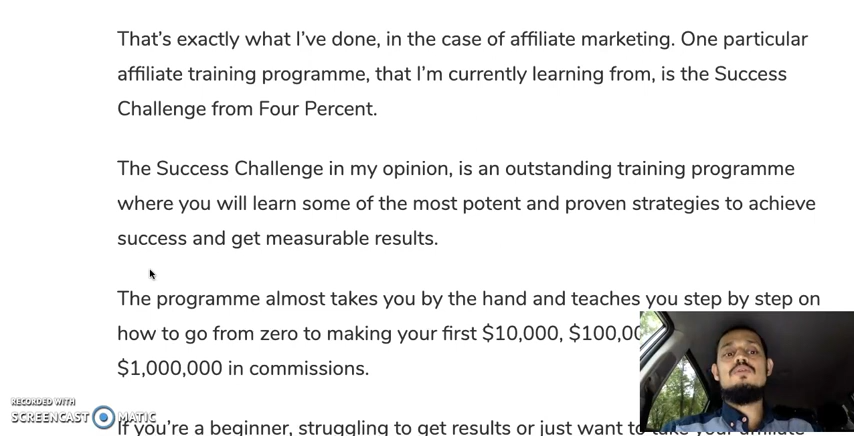 That's exactly what I've done, in the case of affiliate marketing. One particular
affiliate training programme, that I'm currently learning from, is the Success
Challenge from Four Percent.
The Success Challenge in my opinion, is an outstanding training programme
where you will learn some of the most potent and proven strategies to achieve
success and get measurable results.
The programme almost takes you by the hand and teaches you step by step on
how to go from zero to making your first $10,000, $100,00
$1,000,000 in commissions.
RECORDED WITH
SCREENCAST MATIC
If you're a beginner, struggling to get results or just want to take your affiliate